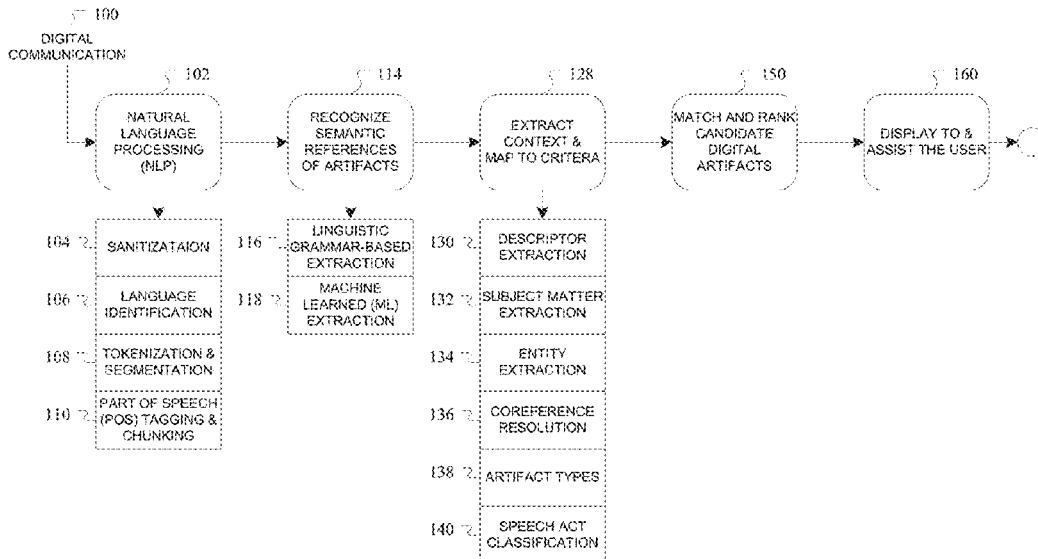 100
DIGITAL
COMMUNICATION
102
NATURAL
LANGUAGE
PROCESSING
(NLP)
114
RECOGNIZE
SEMANTIC
REFERENCES
OF ARTIFACTS
128
EXTRACT
CONTEXT &
MAP TO CRITERIA
150
MATCH AND RANK
CANDIDATE
DIGITAL
ARTIFACTS
160
DISPLAY TO &
ASSIST THE USER
104
SANITIZATAION
106
LANGUAGE
IDENTIFICATION
108
TOKENIZATION &
SEGMENTATION
110
PART OF SPEECH
(POS) TAGGING &
CHUNKING
116
LINGUISTIC
GRAMMAR-BASED
EXTRACTION
118
MACHINE
LEARNED (ML)
EXTRACTION
130
DESCRIPTOR
EXTRACTION
132
SUBJECT MATTER
EXTRACTION
134
ENTITY
EXTRACTION
136
COREFERENCE
RESOLUTION
138
ARTIFACT TYPES
140
SPEECH ACT
CLASSIFICATION